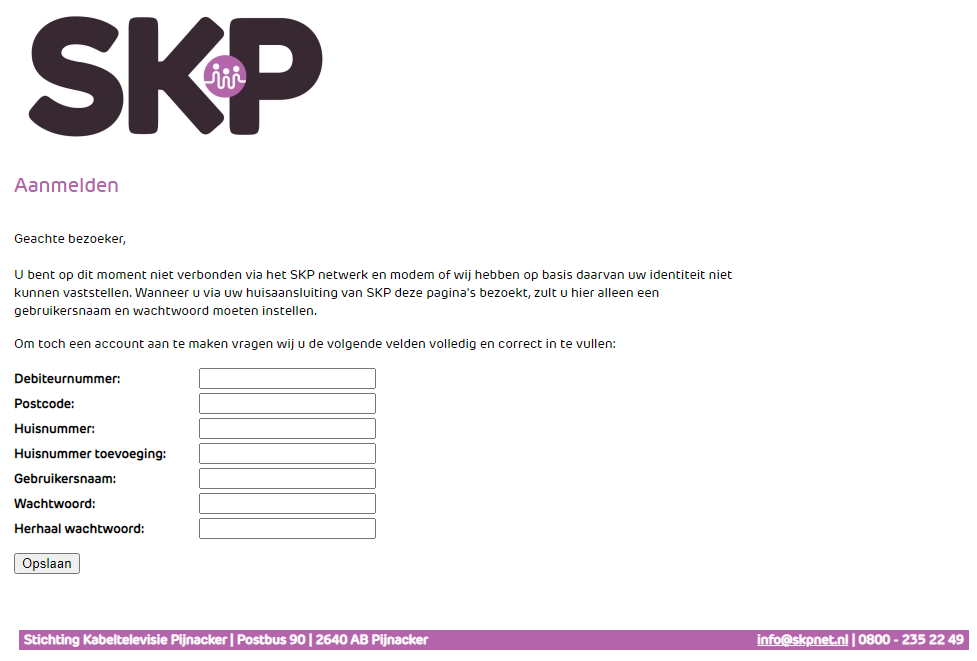 SKP
Aanmelden
Geachte bezoeker,
U bent op dit moment niet verbonden via het SKP netwerk en modem of wij hebben op basis daarvan uw identiteit niet
kunnen vaststellen. Wanneer u via uw huisaansluiting van SKP deze pagina's bezoekt, zult u hier alleen een
gebruikersnaam en wachtwoord moeten instellen.
Om toch een account aan te maken vragen wij u de volgende velden volledig en correct in te vullen:
Debiteurnummer:
Postcode:
Huisnummer:
Huisnummer toevoeging:
Gebruikersnaam:
Wachtwoord:
Herhaal wachtwoord:
Opslaan
Stichting Kabeltelevisie Pijnacker | Postbus 90 | 2640 AB Pijnacker info@skpnet.nl | 0800 - 235 22 49